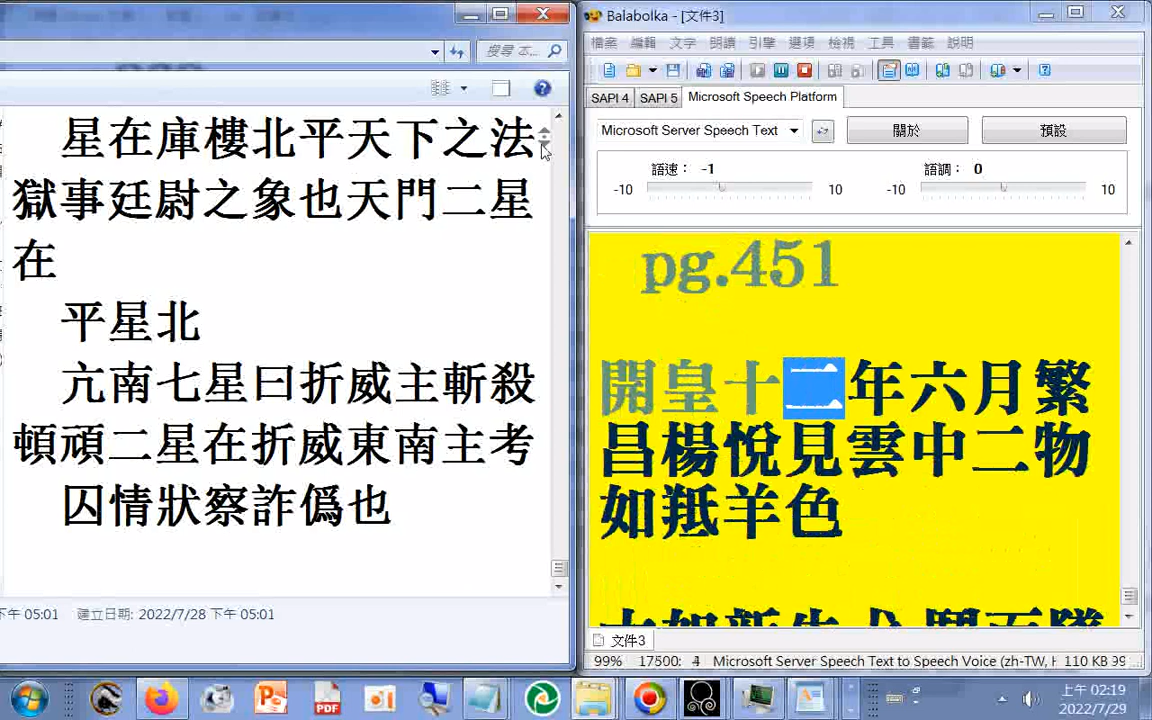 搜尋 本...
星在庫樓北平天下之法
獄事廷尉之象也天門二星
在
平星北
亢南七星曰折威主斬殺
頓頑二星在折威東南主考
囚情狀察詐僞也
下午 05:01 建立日期: 2022/7/28 下午 05:01
Balabolka - [文件3]
檔案 編輯 文字 朗讀 引擎 選項 檢視 工具 書籤 說明
SAPI 4 SAPI 5 Microsoft Speech Platform
Microsoft Server Speech Text 關於 預設
語速: -1 語調: 0
-10 10 -10 10
pg.451
開皇十二年六月繁
昌楊悅見雲中二物
如羝羊色
文件3
99% 17500: 4 Microsoft Server Speech Text to Speech Voice (zh-TW, H 110 KB 99
PDF
上午 02:19
2022/7/29